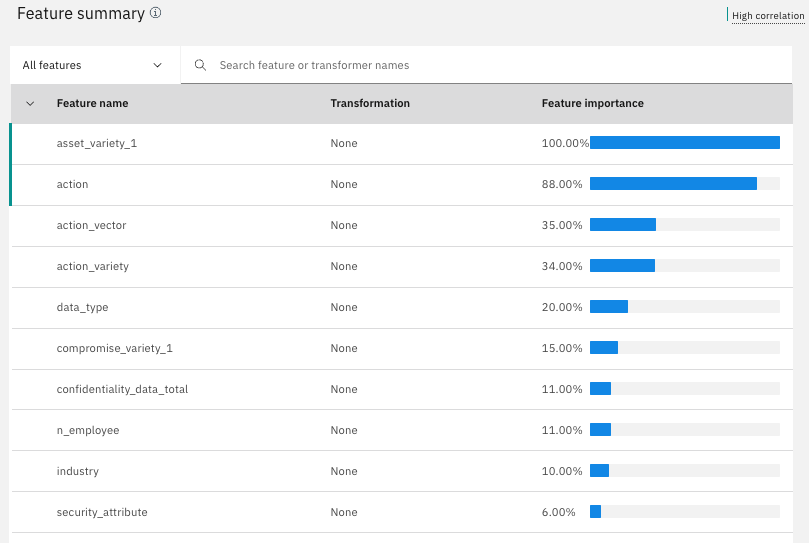 Feature summary
High correlation
All features Search feature or transformer names
Feature name Transformation Feature importance
asset_variety_1 None 100.00%
action None 88.00%
action_vector None 35.00%
action_variety None 34.00%
data_type None 20.00%
compromise_variety_1 None 15.00%
confidentiality_data_total None 11.00%
n_employee None 11.00%
industry None 10.00%
security_attribute None 6.00%